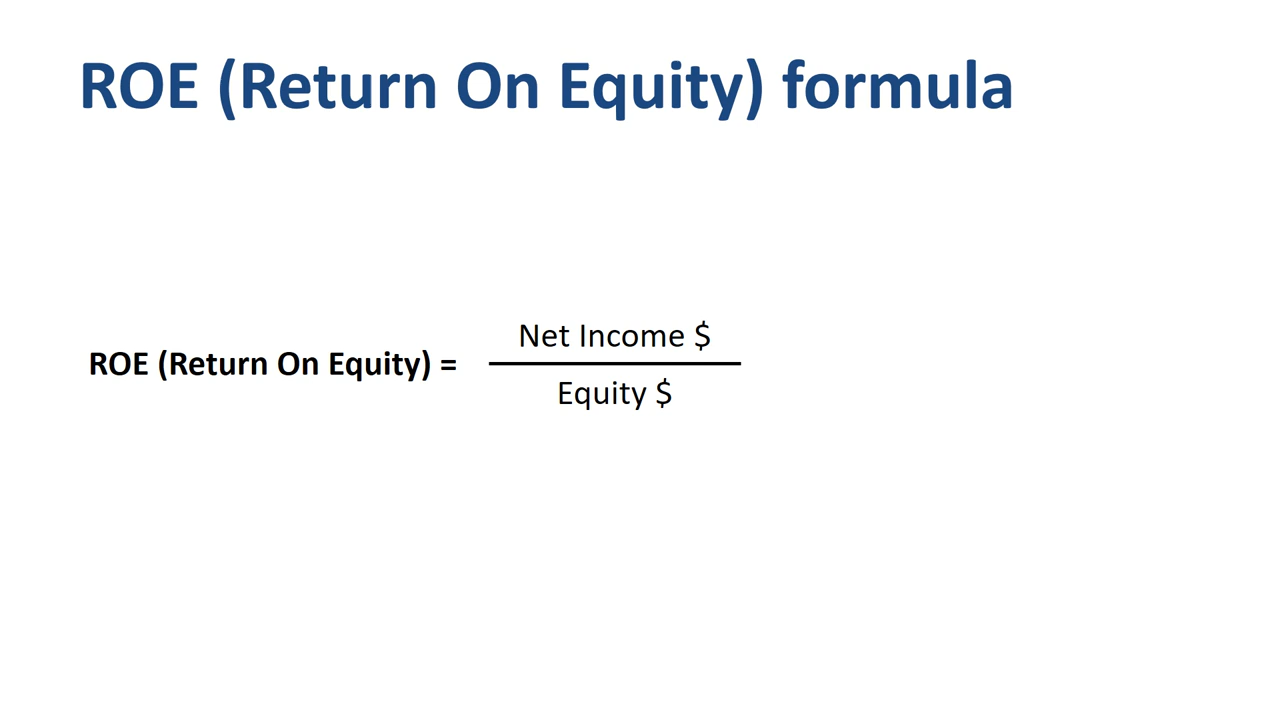 ROE (Return On Equity) formula
Net Income $
ROE (Return On Equity) =
Equity $